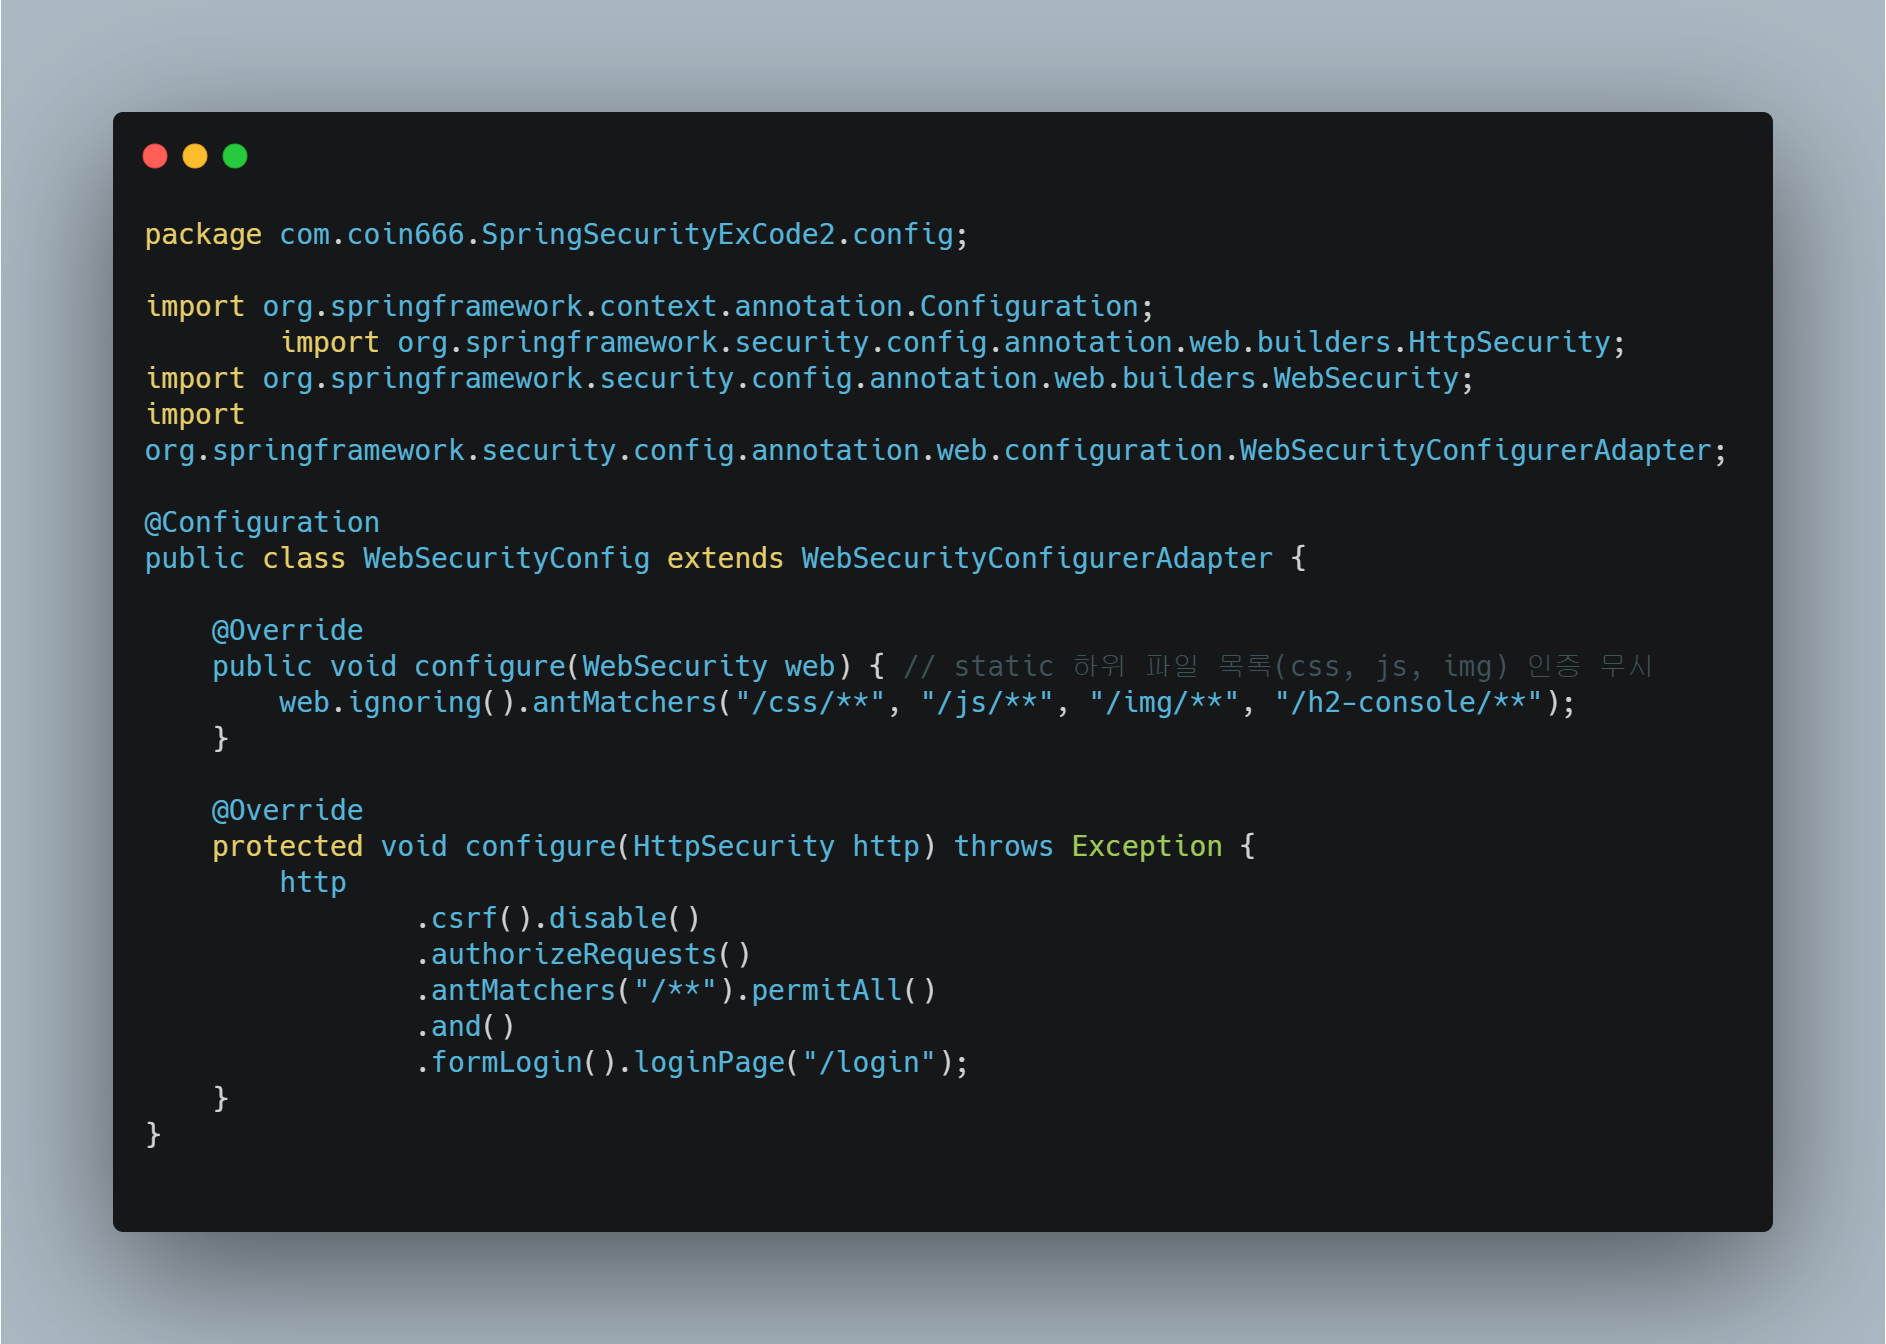 package com.coin666.SpringSecurityExCode2.config;
import org.springframework.context.annotation.Configuration;
import org.springframework.security.config.annotation.web.builders.HttpSecurity;
import org.springframework.security.config.annotation.web.builders.WebSecurity;
import
org.springframework.security.config.annotation.web.configuration.WebSecurityConfigurerAdapter;
@Configuration
public class WebSecurityConfig extends WebSecurityConfigurerAdapter {
@Override
public void configure(WebSecurity web) { // static 하위 파일 목록(css, js, img) 인증 무시
web.ignoring().antMatchers("/css/**", "/js/**", "/img/**", "/h2-console/**");
}
@Override
protected void configure(HttpSecurity http) throws Exception {
http
.csrf().disable()
.authorizeRequests()
.antMatchers("/**").permitAll()
.and()
.formLogin().loginPage("/login");
}
}